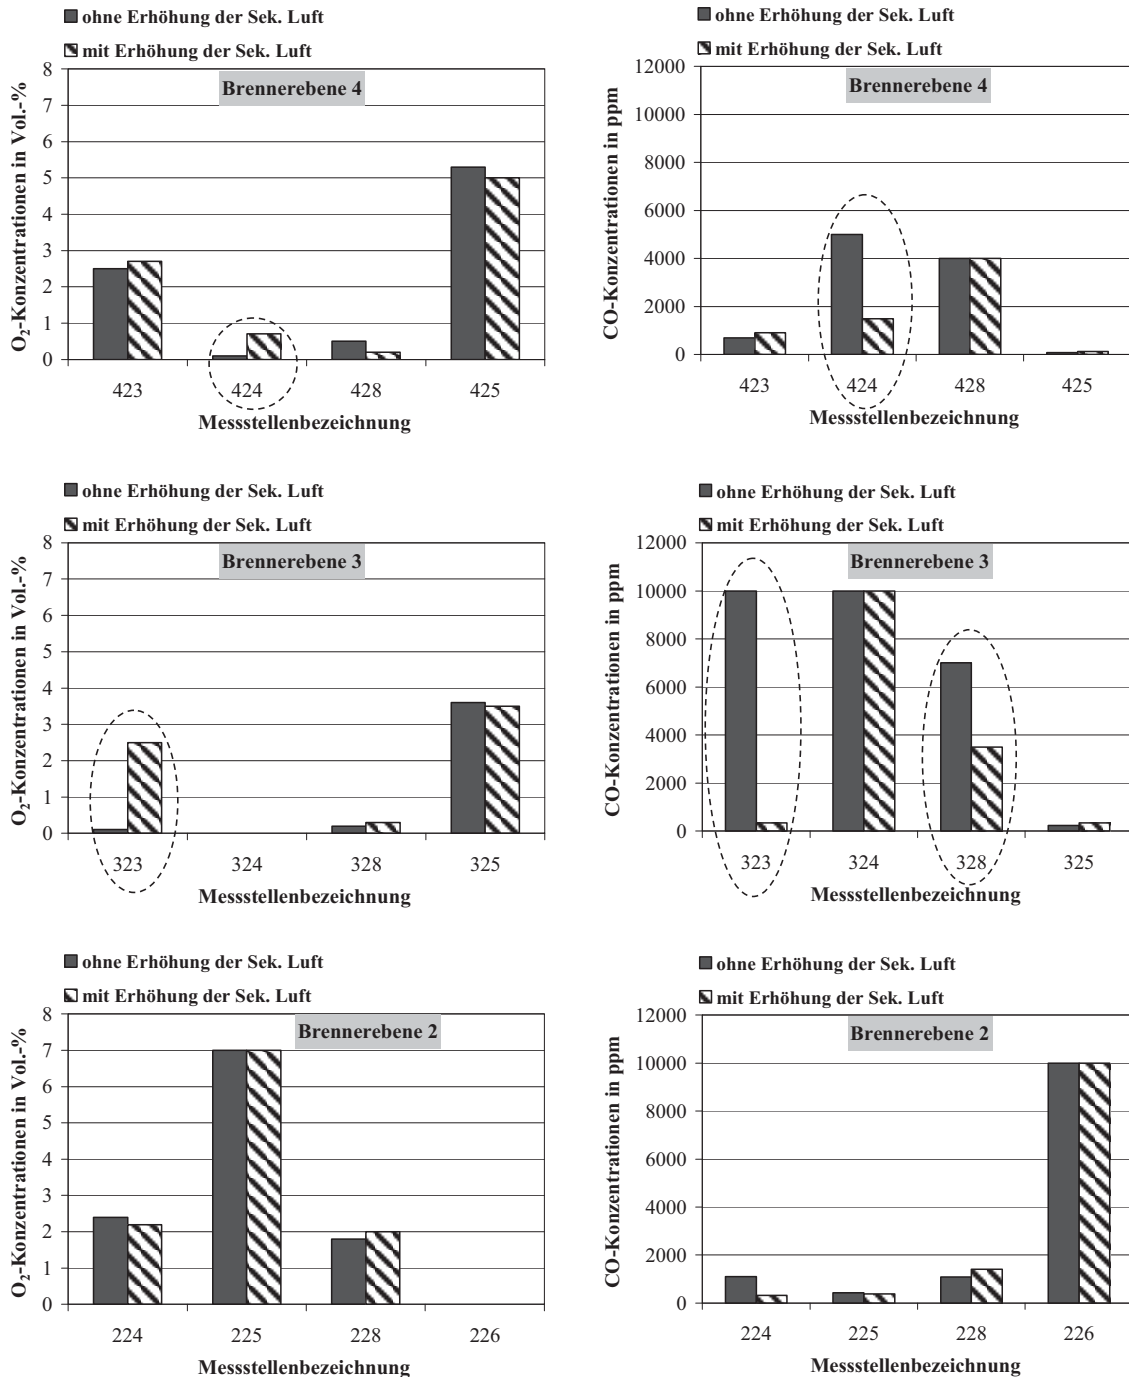 ohne Erhöhung der Sek. Luft
mit Erhöhung der Sek. Luft
Brennerebene 4
O₂-Konzentrationen in Vol.-%
8
7
6
5
4
3
2
1
0
423 424 428 425
Messstellenbezeichnung
ohne Erhöhung der Sek. Luft
mit Erhöhung der Sek. Luft
Brennerebene 4
CO-Konzentrationen in ppm
12000
10000
8000
6000
4000
2000
0
423 424 428 425
Messstellenbezeichnung
ohne Erhöhung der Sek. Luft
mit Erhöhung der Sek. Luft
Brennerebene 3
O₂-Konzentrationen in Vol.-%
8
7
6
5
4
3
2
1
0
323 324 328 325
Messstellenbezeichnung
ohne Erhöhung der Sek. Luft
mit Erhöhung der Sek. Luft
Brennerebene 3
CO-Konzentrationen in ppm
12000
10000
8000
6000
4000
2000
0
323 324 328 325
Messstellenbezeichnung
ohne Erhöhung der Sek. Luft
mit Erhöhung der Sek. Luft
Brennerebene 2
O₂-Konzentrationen in Vol.-%
8
7
6
5
4
3
2
1
0
224 225 228 226
Messstellenbezeichnung
ohne Erhöhung der Sek. Luft
mit Erhöhung der Sek. Luft
Brennerebene 2
CO-Konzentrationen in ppm
12000
10000
8000
6000
4000
2000
0
224 225 228 226
Messstellenbezeichnung